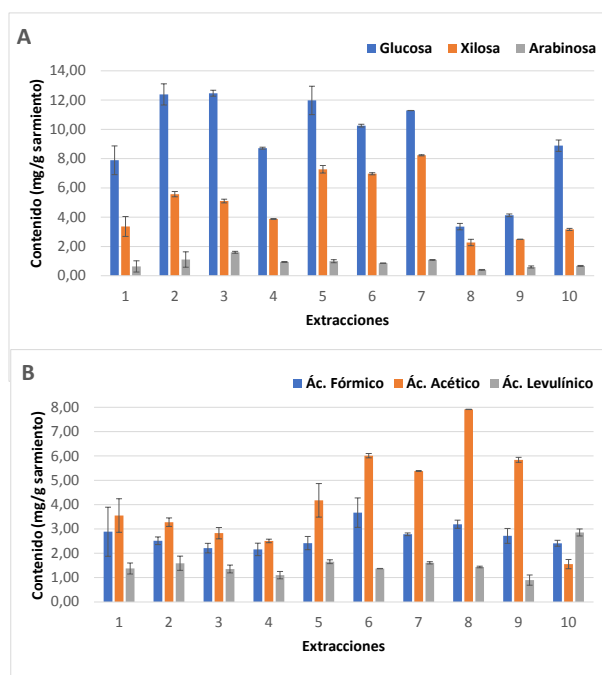 A
Glucosa Xilosa Arabinosa
Contenido (mg/g sarmiento)
14,00
12,00
10,00
8,00
6,00
4,00
2,00
0,00
1 2 3 4 5 6 7 8 9 10
Extracciones
B
Ác. Fórmico Ác. Acético Ác. Levulínico
Contenido (mg/g sarmiento)
8,00
7,00
6,00
5,00
4,00
3,00
2,00
1,00
0,00
1 2 3 4 5 6 7 8 9 10
Extracciones